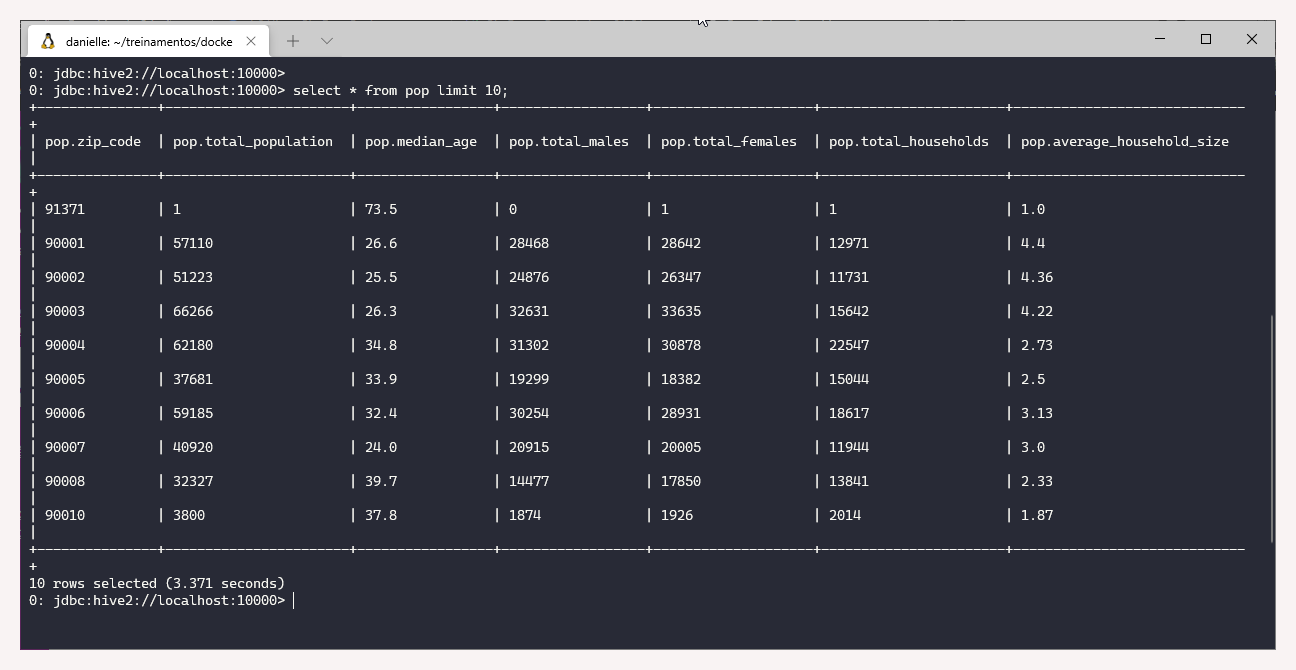 danielle: ~/treinamentos/docke
0: jdbc:hive2://localhost:10000>
0: jdbc:hive2://localhost:10000> select * from pop limit 10;
+---------------+-----------------------+-----------------+------------------+--------------------+-----------------------+-----------------------------
+
| pop.zip_code  | pop.total_population  | pop.median_age  | pop.total_males  | pop.total_females  | pop.total_households  | pop.average_household_size
|
+---------------+-----------------------+-----------------+------------------+--------------------+-----------------------+-----------------------------
+
| 91371         | 1                     | 73.5            | 0                | 1                  | 1                     | 1.0
|
| 90001         | 57110                 | 26.6            | 28468            | 28642              | 12971                 | 4.4
|
| 90002         | 51223                 | 25.5            | 24876            | 26347              | 11731                 | 4.36
|
| 90003         | 66266                 | 26.3            | 32631            | 33635              | 15642                 | 4.22
|
| 90004         | 62180                 | 34.8            | 31302            | 30878              | 22547                 | 2.73
|
| 90005         | 37681                 | 33.9            | 19299            | 18382              | 15044                 | 2.5
|
| 90006         | 59185                 | 32.4            | 30254            | 28931              | 18617                 | 3.13
|
| 90007         | 40920                 | 24.0            | 20915            | 20005              | 11944                 | 3.0
|
| 90008         | 32327                 | 39.7            | 14477            | 17850              | 13841                 | 2.33
|
| 90010         | 3800                  | 37.8            | 1874             | 1926               | 2014                  | 1.87
|
+---------------+-----------------------+-----------------+------------------+--------------------+-----------------------+-----------------------------
+
10 rows selected (3.371 seconds)
0: jdbc:hive2://localhost:10000>